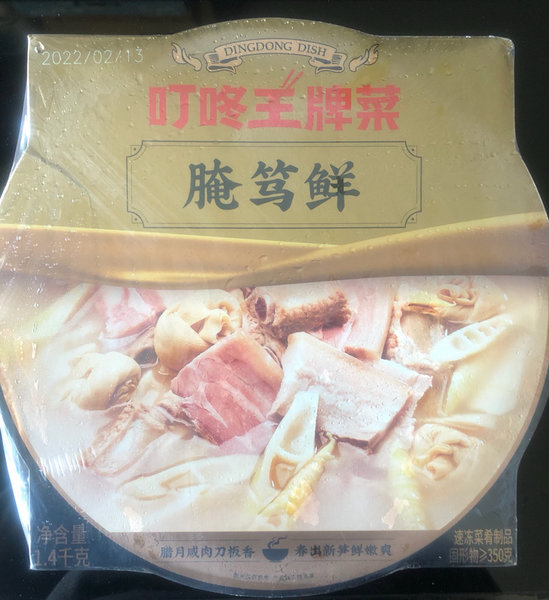 2022/02/13
DINGDONG DISH
叮咚王牌菜
腌笃鲜
净含量
1.4千克
腊月咸肉刀板香
春出新笋鲜嫩爽
速冻菜肴制品
固形物≥350克